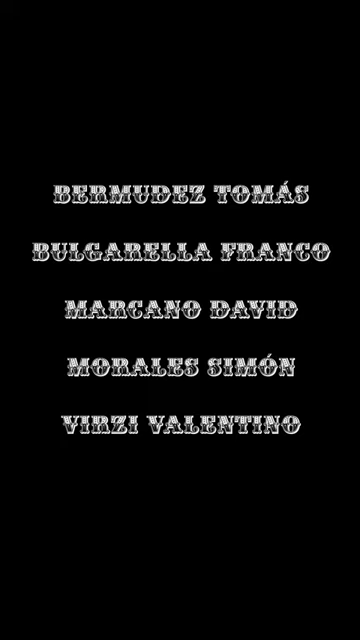 BERMUDEZ TOMÁS
BULGARELLA FRANCO
MARCANO DAVID
MORALES SIMÓN
VIRZI VALENTINO